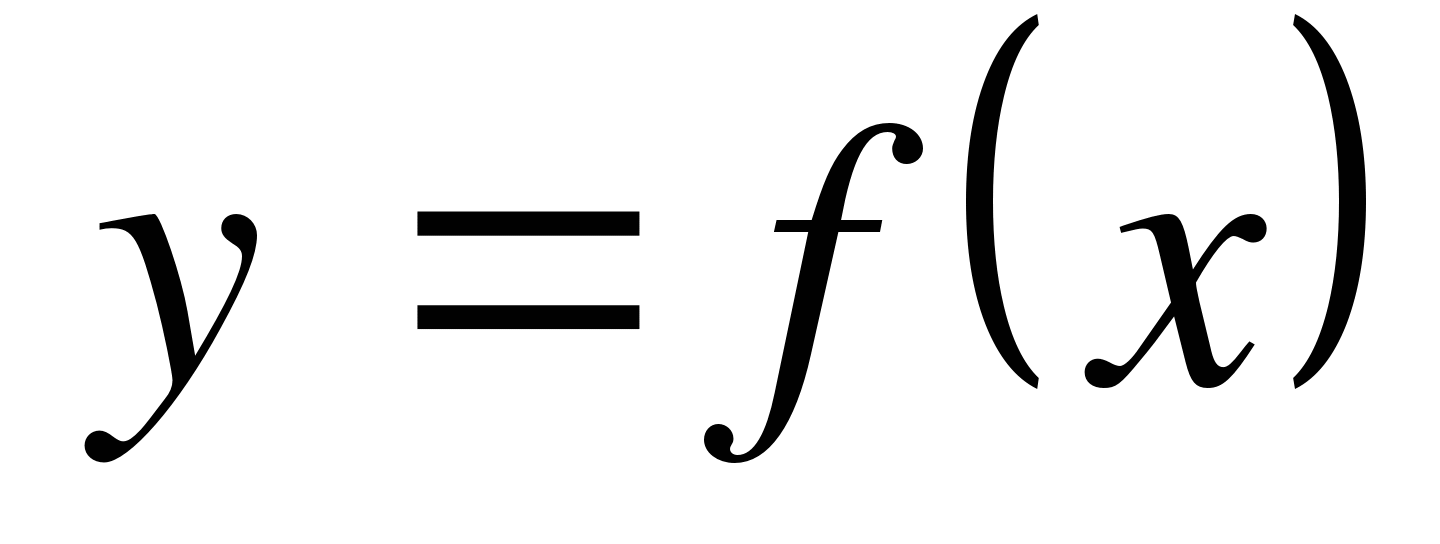 y = f(x)